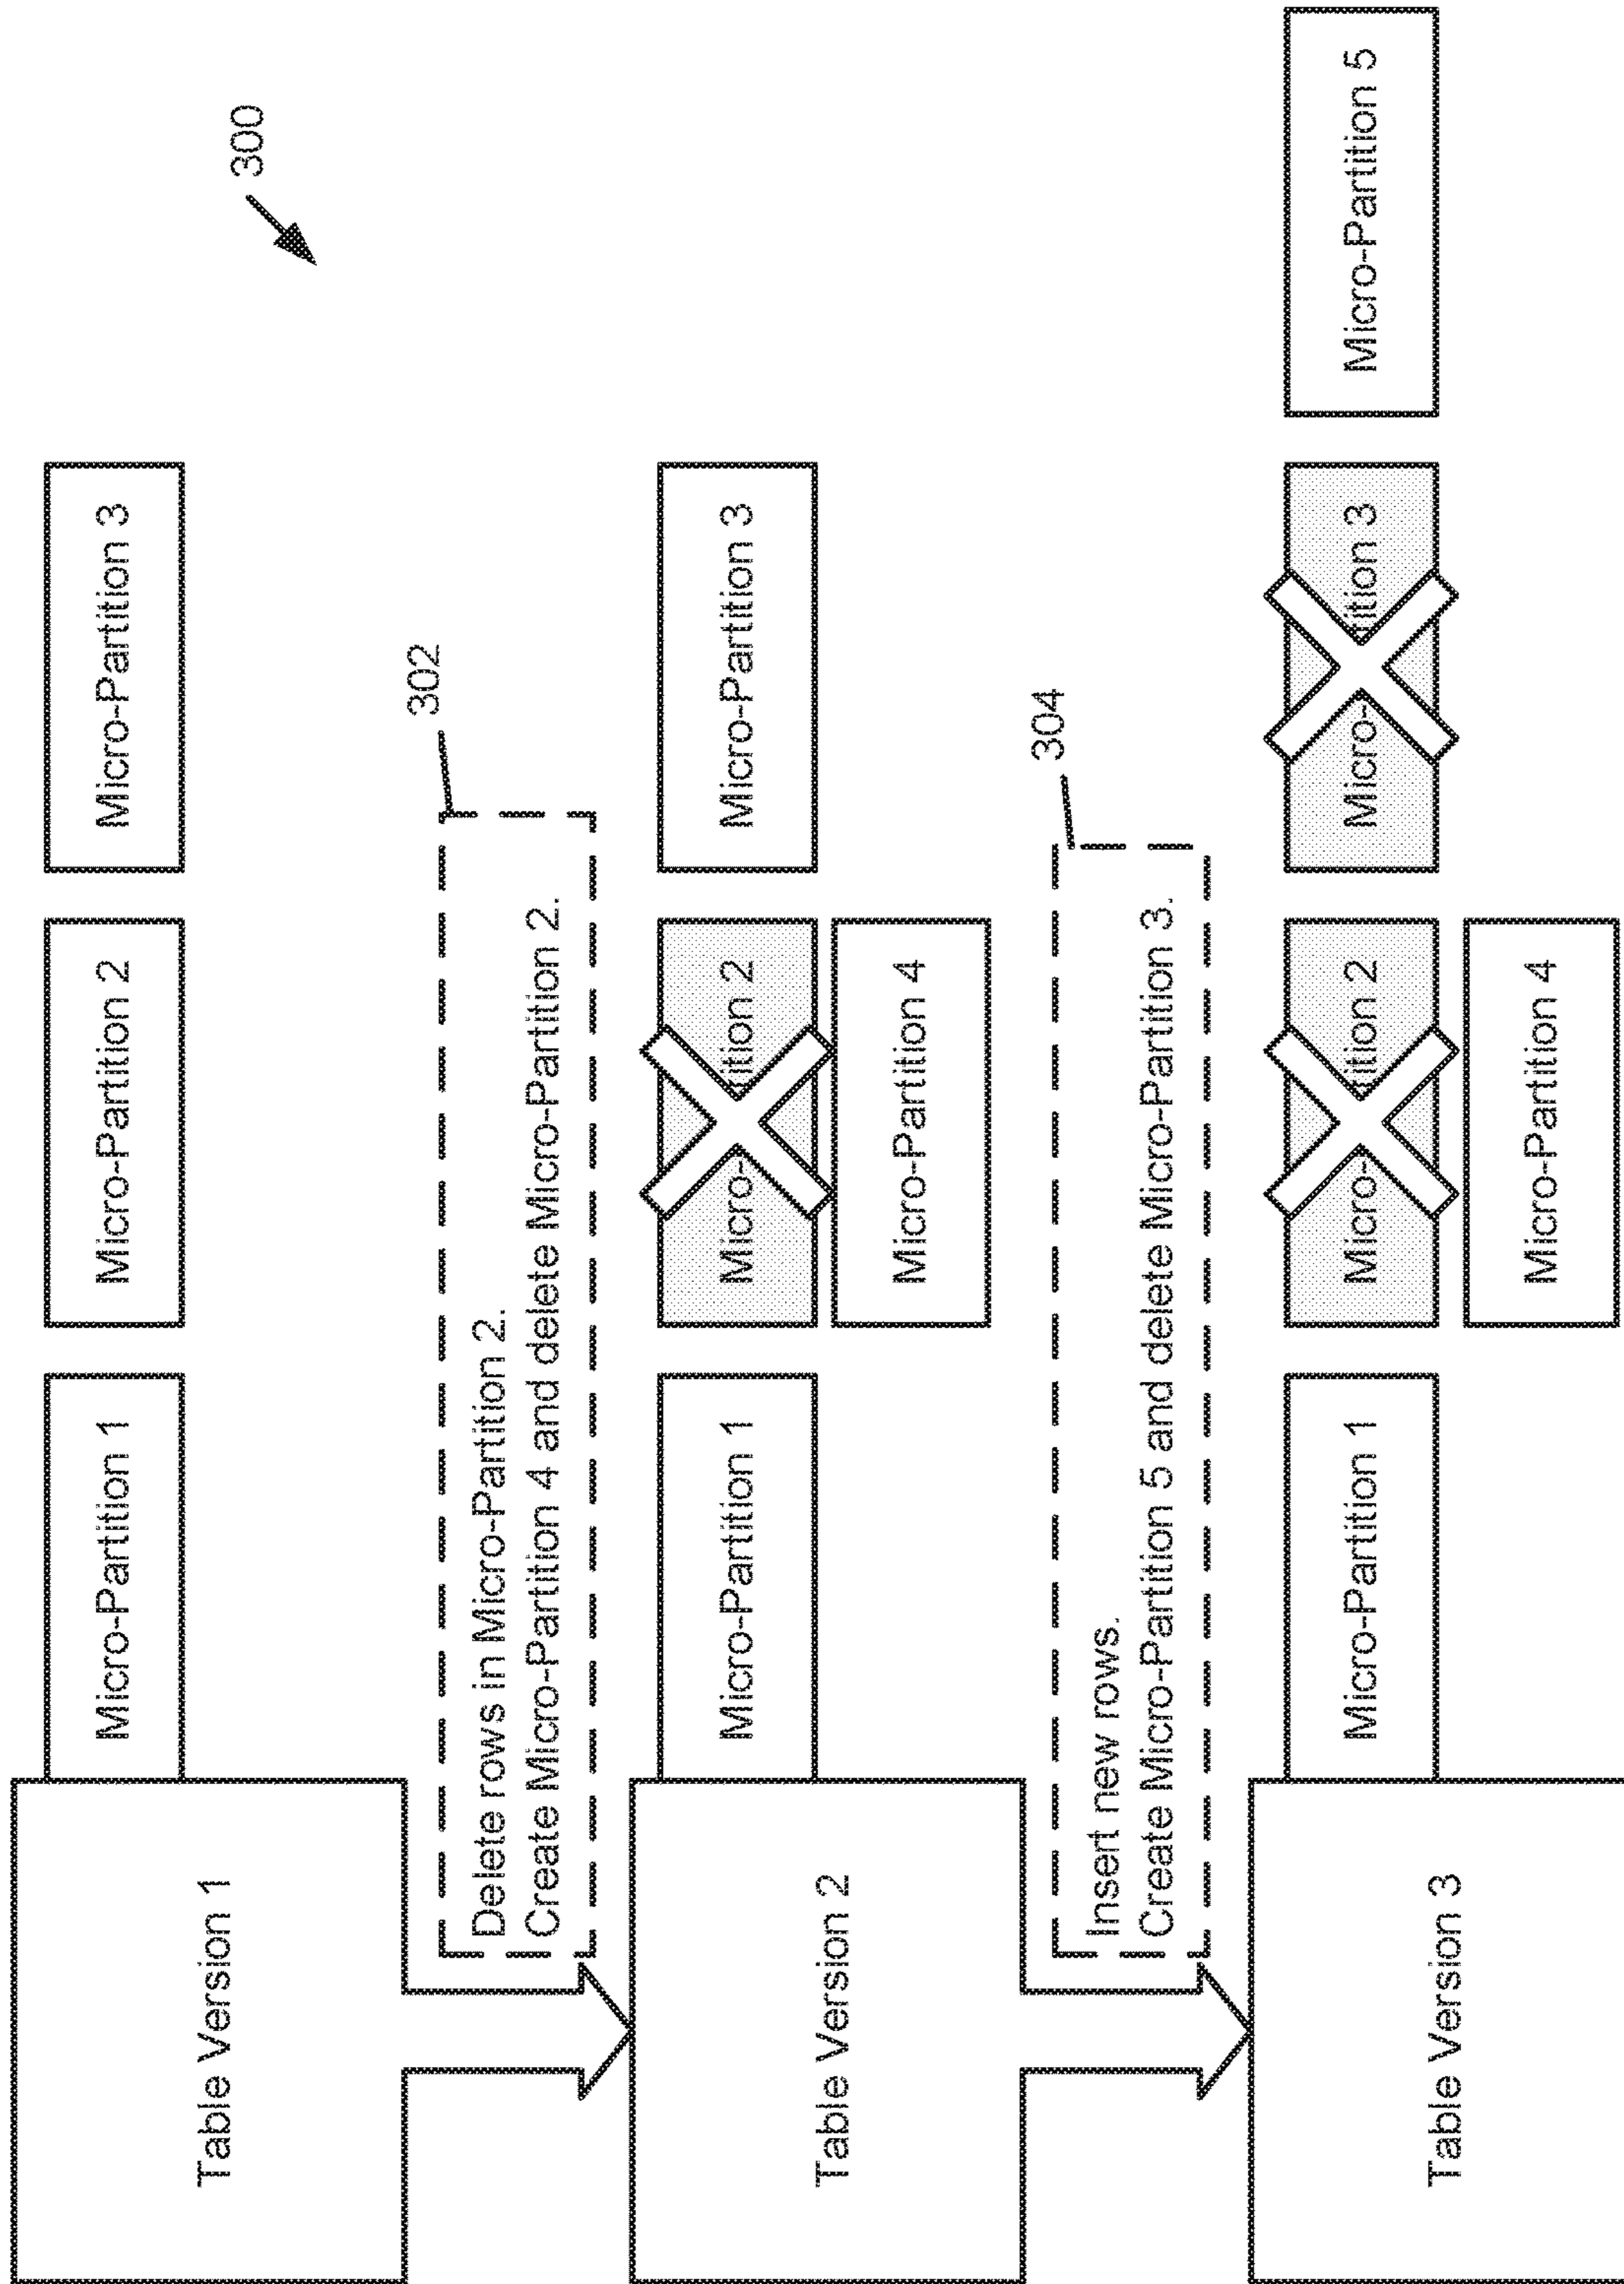 Table Version 1
Micro-Partition 1
Micro-Partition 2
Micro-Partition 3
300
302
Delete rows in Micro-Partition 2.
Create Micro-Partition 4 and delete Micro-Partition 2.
Table Version 2
Micro-Partition 1
Micro-Partition 2
Micro-Partition 3
Micro-Partition 4
304
Insert new rows.
Create Micro-Partition 5 and delete Micro-Partition 3.
Table Version 3
Micro-Partition 1
Micro-Partition 2
Micro-Partition 3
Micro-Partition 5
Micro-Partition 4